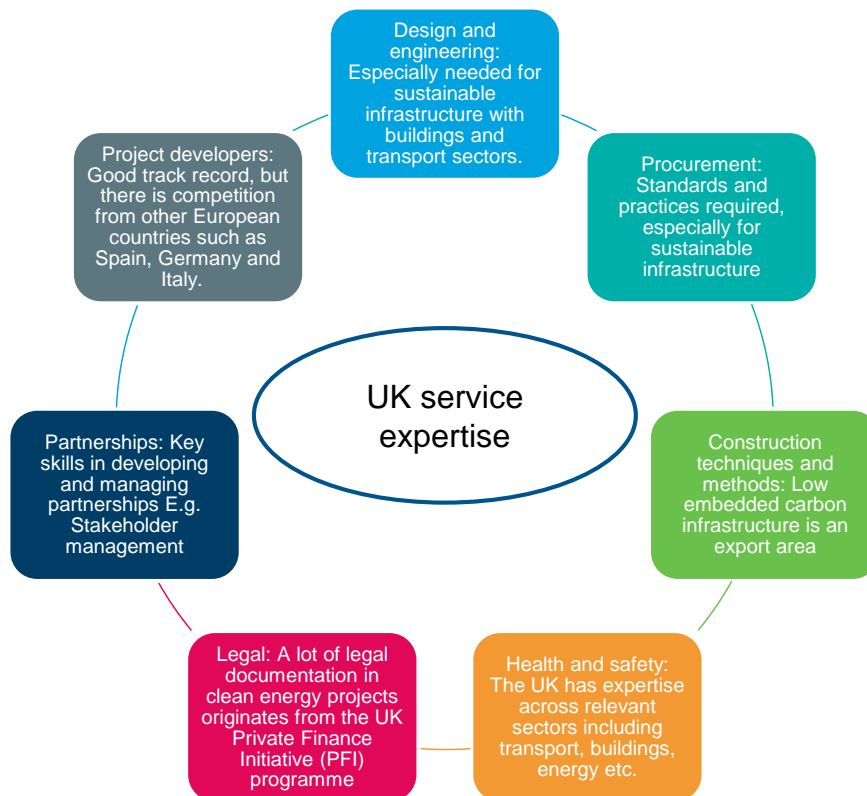 Design and
engineering:
Especially needed for
sustainable
infrastructure with
buildings and
transport sectors.
Procurement:
Standards and
practices required,
especially for
sustainable
infrastructure
Construction
techniques and
methods: Low
embedded carbon
infrastructure is an
export area
Health and safety:
The UK has expertise
across relevant
sectors including
transport, buildings,
energy etc.
Legal: A lot of legal
documentation in
clean energy projects
originates from the UK
Private Finance
Initiative (PFI)
programme
Partnerships: Key
skills in developing
and managing
partnerships E.g.
Stakeholder
management
Project developers:
Good track record, but
there is competition
from other European
countries such as
Spain, Germany and
Italy.
UK service
expertise